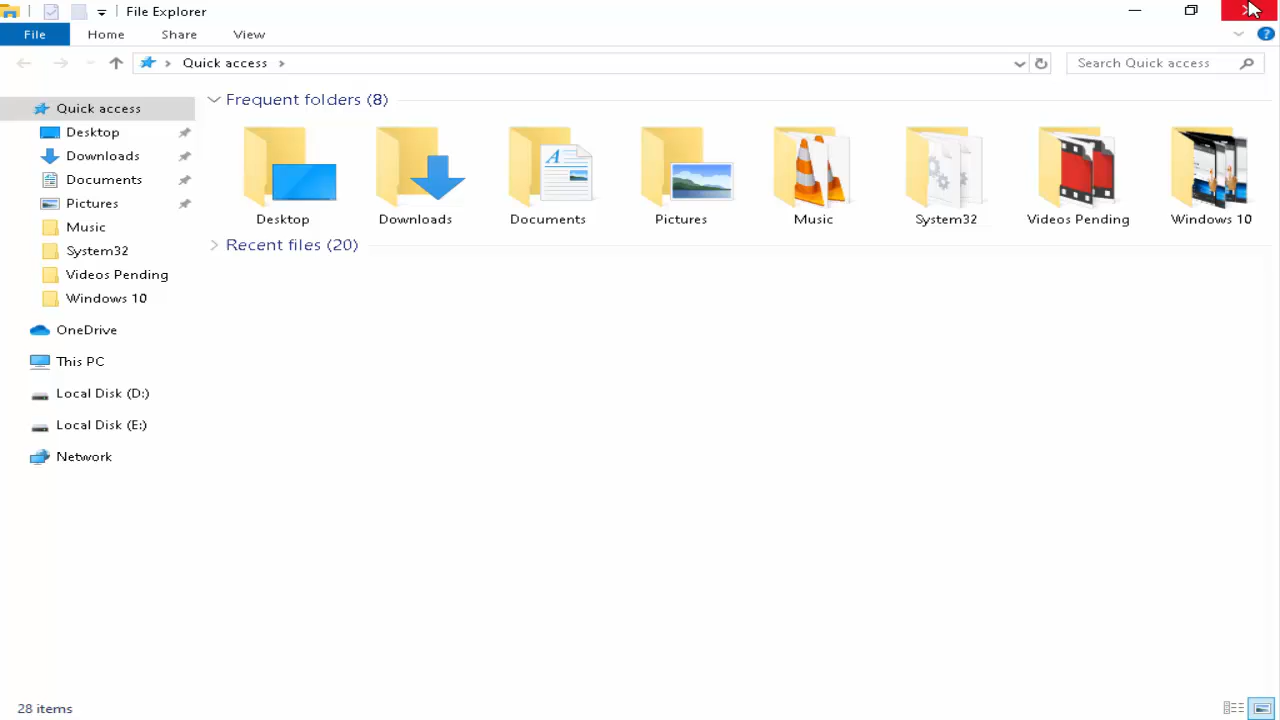 File Explorer
File Home Share View
Quick access
Search Quick access
Quick access
Desktop
Downloads
Documents
Pictures
Music
System32
Videos Pending
Windows 10
OneDrive
This PC
Local Disk (D:)
Local Disk (E:)
Network
Frequent folders (8)
Desktop Downloads Documents Pictures Music System32 Videos Pending Windows 10
Recent files (20)
28 items